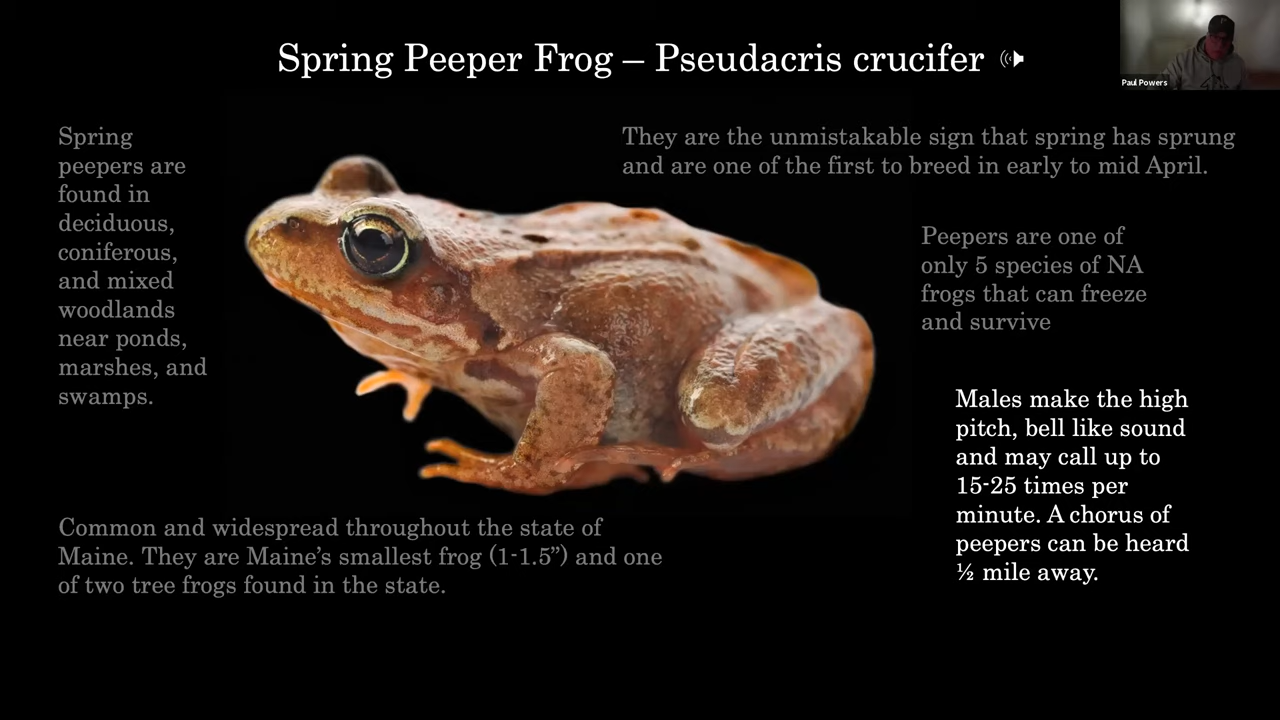 Spring Peeper Frog – Pseudacris crucifer
Paul Powers
Spring
peepers are
found in
deciduous,
coniferous,
and mixed
woodlands
near ponds,
marshes, and
swamps.
They are the unmistakable sign that spring has sprung
and are one of the first to breed in early to mid April.
Peepers are one of
only 5 species of NA
frogs that can freeze
and survive
Males make the high
pitch, bell like sound
and may call up to
15-25 times per
minute. A chorus of
peepers can be heard
½ mile away.
Common and widespread throughout the state of
Maine. They are Maine’s smallest frog (1-1.5”) and one
of two tree frogs found in the state.